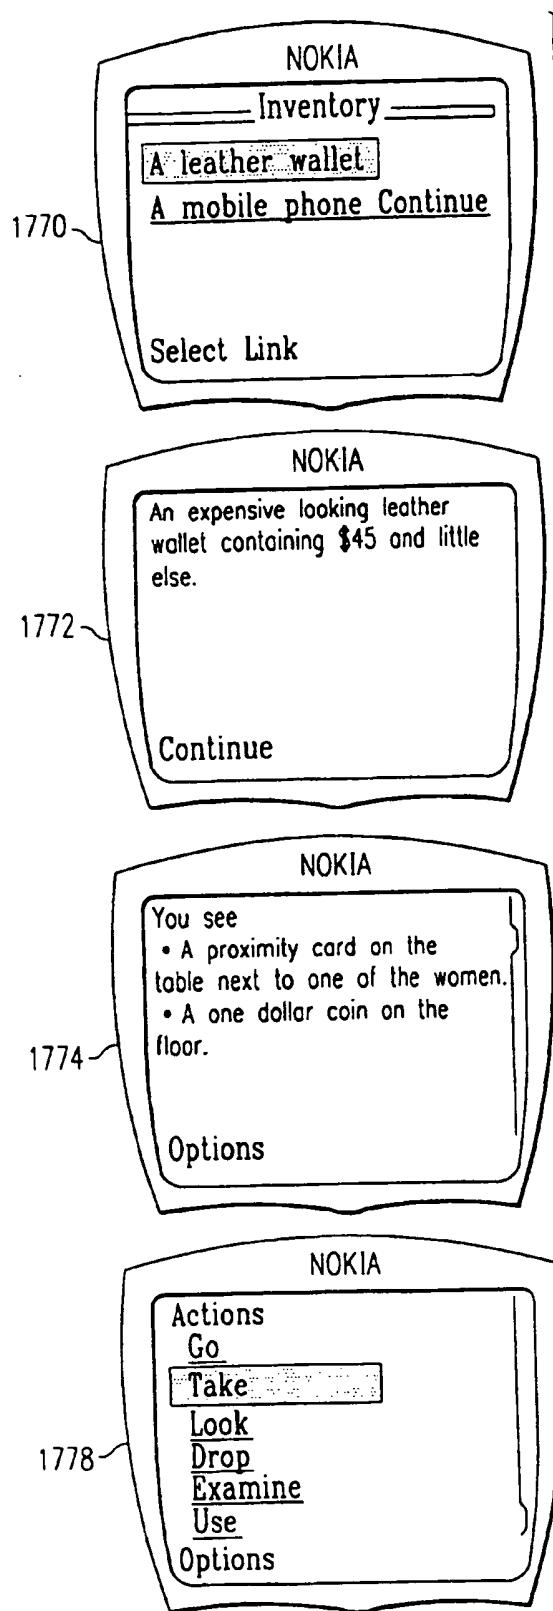 NOKIA
Inventory
A leather wallet
1770
A mobile phone Continue
Select Link
NOKIA
An expensive looking leather
wallet containing $45 and little
else.
1772
Continue
NOKIA
You see
• A proximity card on the
table next to one of the women.
• A one dollar coin on the
floor.
1774
Options
NOKIA
Actions
Go
Take
Look
Drop
1778
Examine
Use
Options